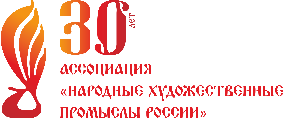 30 лет
АССОЦИАЦИЯ
«НАРОДНЫЕ ХУДОЖЕСТВЕННЫЕ
ПРОМЫСЛЫ РОССИИ»